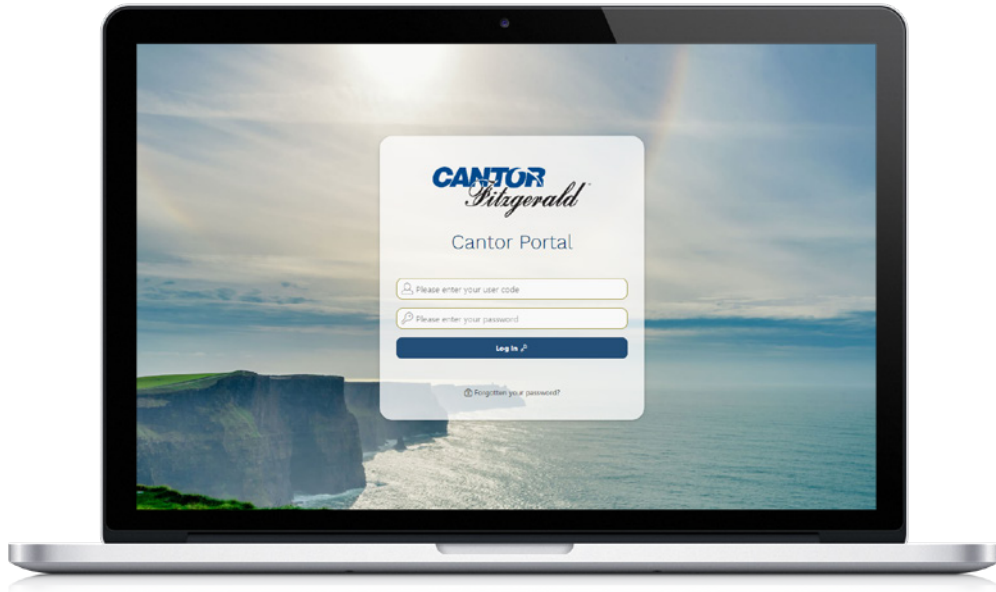 CANTOR
Fitzgerald
Cantor Portal
Please enter your user code
Please enter your password
Log In
Forgotten your password?